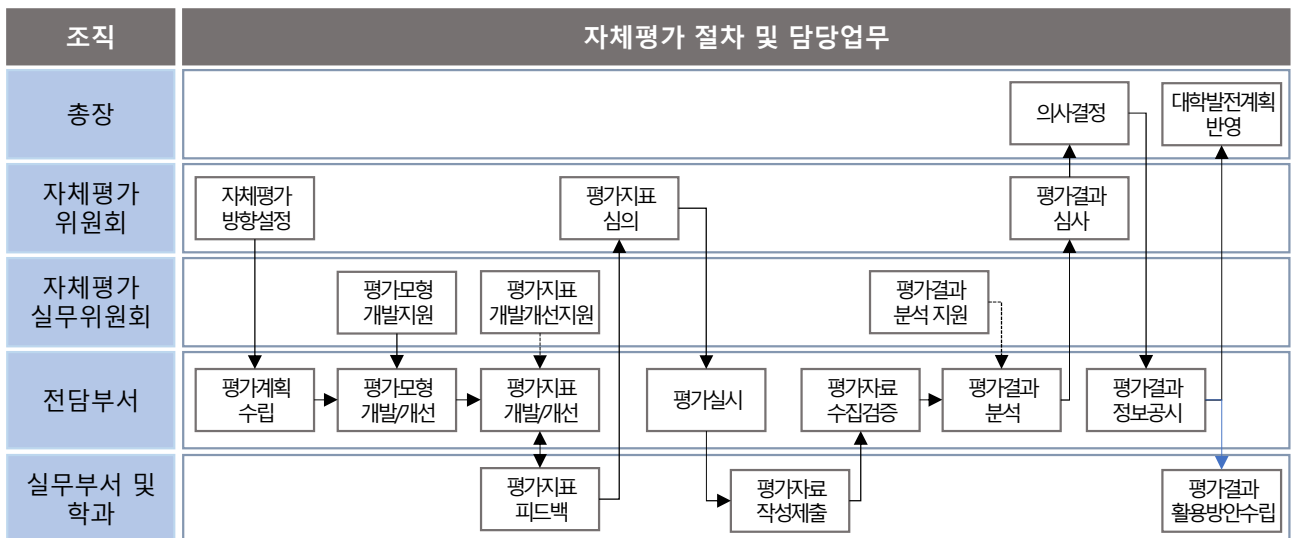 조직
자체평가 절차 및 담당업무
총장
의사결정
대학발전계획
반영
자체평가
위원회
자체평가
방향설정
평가지표
심의
평가결과
심사
자체평가
실무위원회
평가모형
개발지원
평가지표
개발개선지원
평가결과
분석 지원
전담부서
평가계획
수립
평가모형
개발/개선
평가지표
개발/개선
평가실시
평가자료
수집검증
평가결과
분석
평가결과
정보공시
실무부서 및
학과
평가지표
피드백
평가자료
작성제출
평가결과
활용방안수립